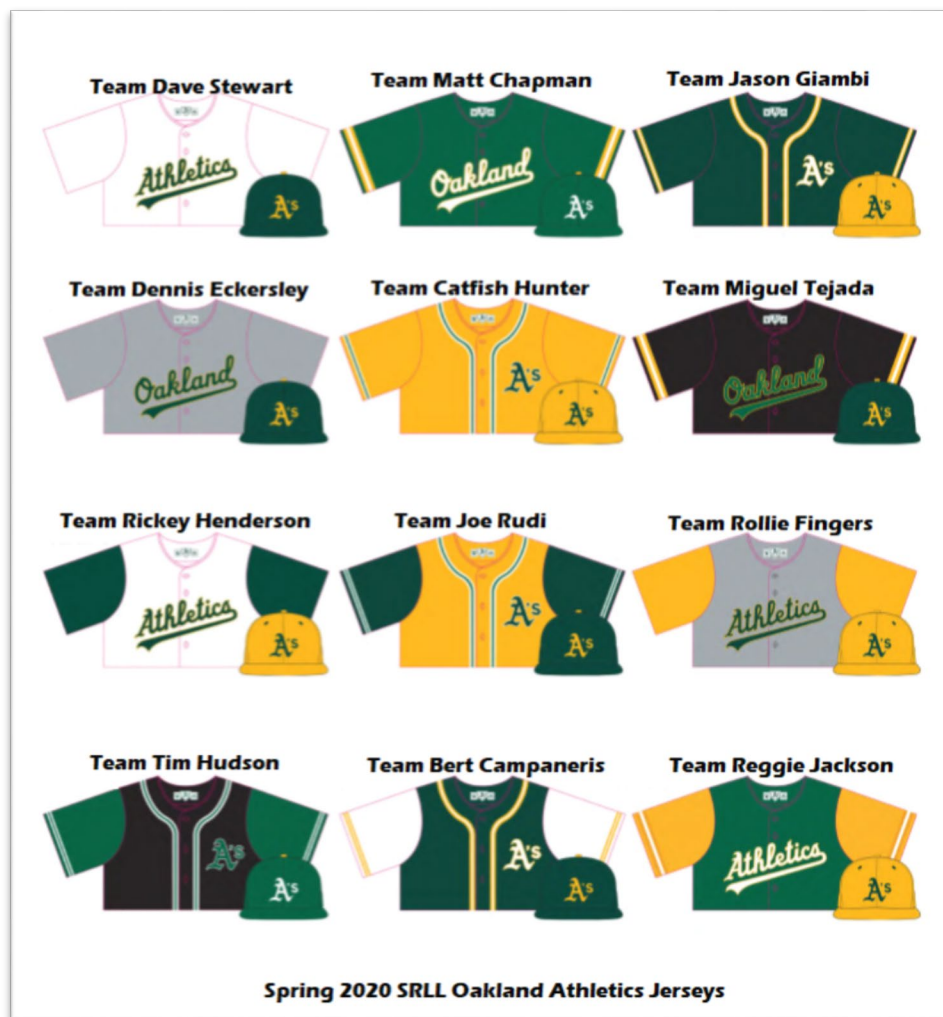 Team Dave Stewart
Team Matt Chapman
Team Jason Giambi
Athletics
A's
Oakland
A's
A's
A's
Team Dennis Eckersley
Team Catfish Hunter
Team Miguel Tejada
Oakland
A's
A's
A's
Oakland
A's
Team Rickey Henderson
Team Joe Rudi
Team Rollie Fingers
Athletics
A's
A's
A's
Athletics
A's
Team Tim Hudson
Team Bert Campaneris
Team Reggie Jackson
A's
A's
A's
A's
Athletics
A's
Spring 2020 SRLL Oakland Athletics Jerseys